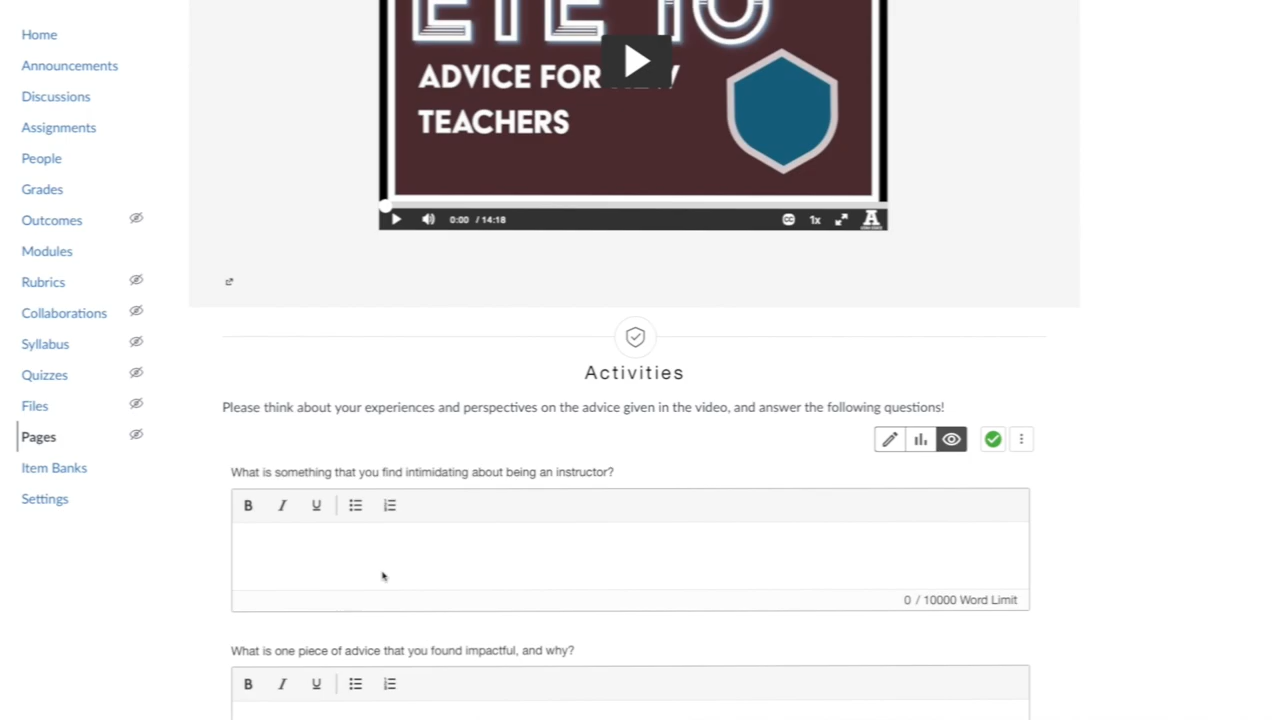 Home
Announcements
Discussions
Assignments
People
Grades
Outcomes
Modules
Rubrics
Collaborations
Syllabus
Quizzes
Files
Pages
Item Banks
Settings
ADVICE FOR
TEACHERS
0:00 / 14:18
CC
1x
A
Activities
Please think about your experiences and perspectives on the advice given in the video, and answer the following questions!
What is something that you find intimidating about being an instructor?
B I U
0 / 10000 Word Limit
What is one piece of advice that you found impactful, and why?
B I U